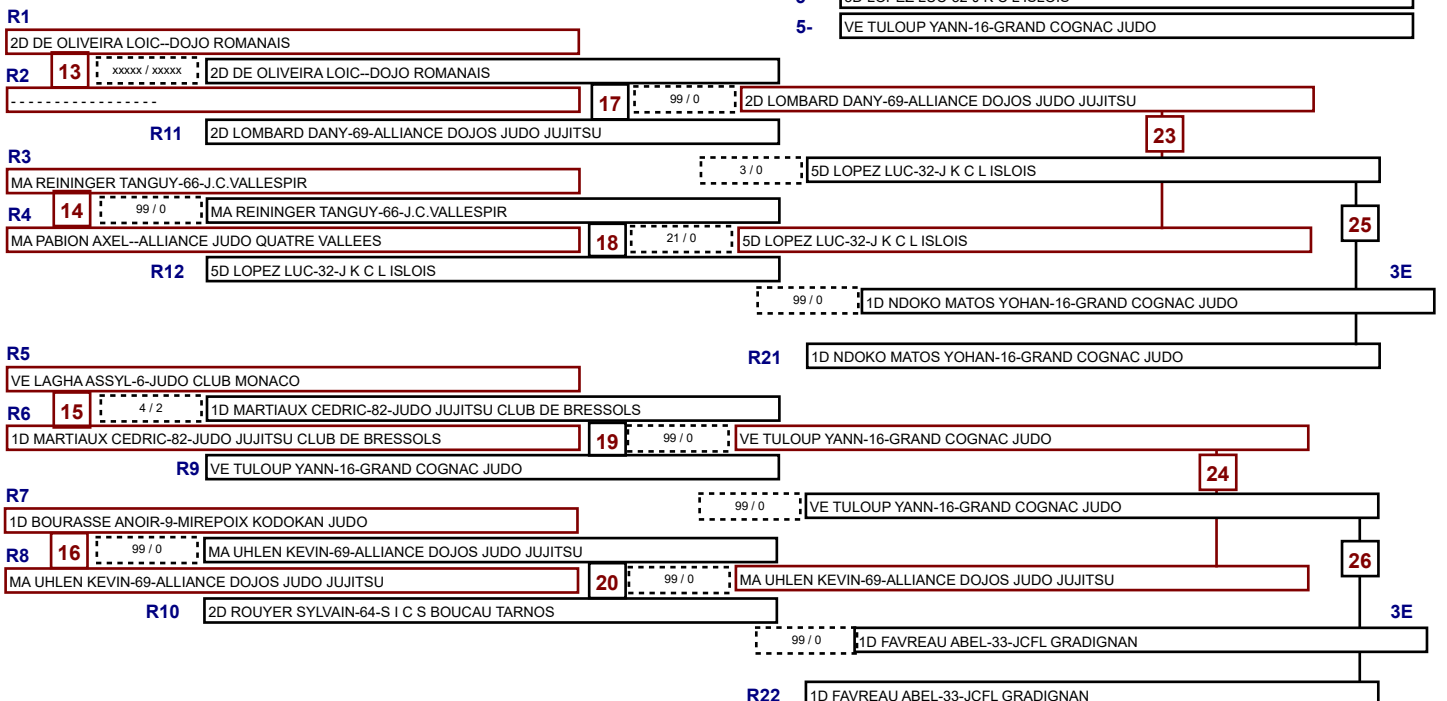 5D LOPEZ LUC-32-J K C L ISLOIS
R1
5- VE TULOUP YANN-16-GRAND COGNAC JUDO
2D DE OLIVEIRA LOIC--DOJO ROMANAIS
R2 13 xxxxx / xxxxx 2D DE OLIVEIRA LOIC--DOJO ROMANAIS
- - - - - - - - - - - - - - - - - 17 99 / 0 2D LOMBARD DANY-69-ALLIANCE DOJOS JUDO JUJITSU
R11 2D LOMBARD DANY-69-ALLIANCE DOJOS JUDO JUJITSU 23
R3
3 / 0 5D LOPEZ LUC-32-J K C L ISLOIS
MA REININGER TANGUY-66-J.C.VALLESPIR
R4 14 99 / 0 MA REININGER TANGUY-66-J.C.VALLESPIR 25
MA PABION AXEL--ALLIANCE JUDO QUATRE VALLEES 18 21 / 0 5D LOPEZ LUC-32-J K C L ISLOIS
R12 5D LOPEZ LUC-32-J K C L ISLOIS 3E
99 / 0 1D NDOKO MATOS YOHAN-16-GRAND COGNAC JUDO
R5
R21 1D NDOKO MATOS YOHAN-16-GRAND COGNAC JUDO
VE LAGHA ASSYL-6-JUDO CLUB MONACO
R6 15 4 / 2 1D MARTIAUX CEDRIC-82-JUDO JUJITSU CLUB DE BRESSOLS
1D MARTIAUX CEDRIC-82-JUDO JUJITSU CLUB DE BRESSOLS 19 99 / 0 VE TULOUP YANN-16-GRAND COGNAC JUDO
R9 VE TULOUP YANN-16-GRAND COGNAC JUDO 24
R7
99 / 0 VE TULOUP YANN-16-GRAND COGNAC JUDO
1D BOURASSE ANOIR-9-MIREPOIX KODOKAN JUDO
R8 16 99 / 0 MA UHLEN KEVIN-69-ALLIANCE DOJOS JUDO JUJITSU 26
MA UHLEN KEVIN-69-ALLIANCE DOJOS JUDO JUJITSU 20 99 / 0 MA UHLEN KEVIN-69-ALLIANCE DOJOS JUDO JUJITSU
R10 2D ROUYER SYLVAIN-64-S I C S BOUCAU TARNOS 3E
99 / 0 1D FAVREAU ABEL-33-JCFL GRADIGNAN
R22 1D FAVREAU ABEL-33-JCFL GRADIGNAN